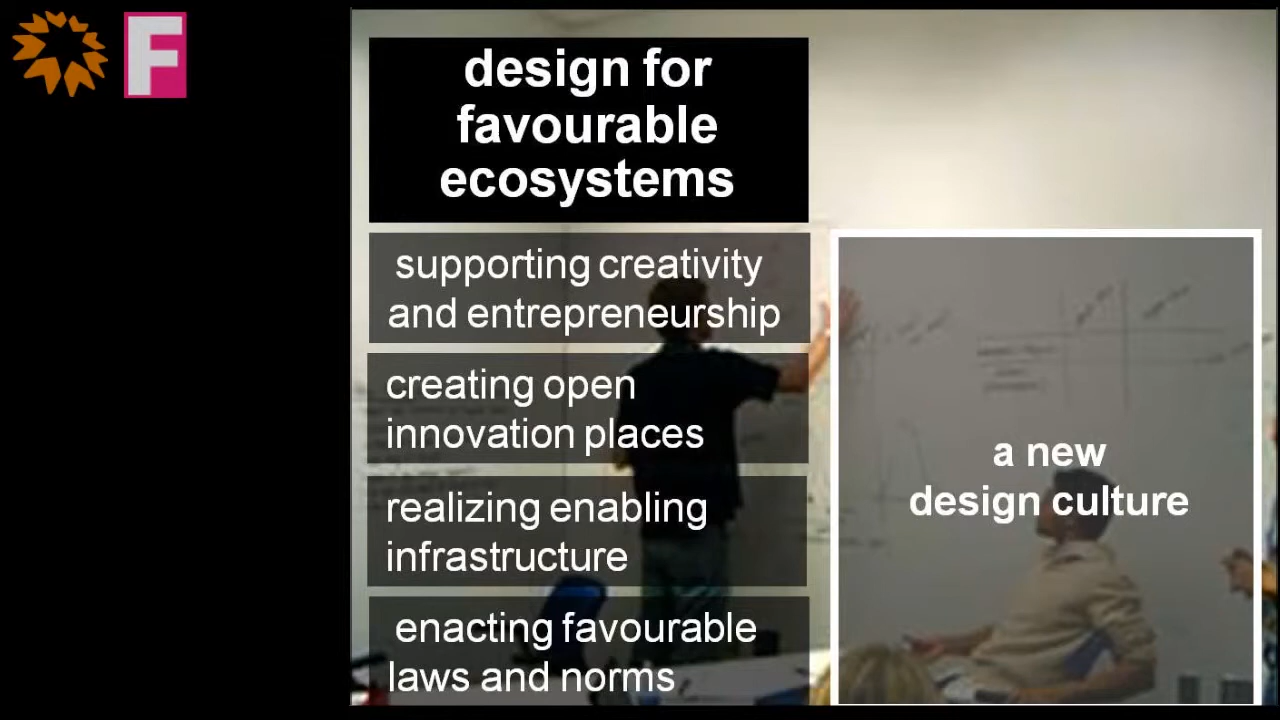 F
design for
favourable
ecosystems
supporting creativity
and entrepreneurship
creating open
innovation places
realizing enabling
infrastructure
enacting favourable
laws and norms
a new
design culture